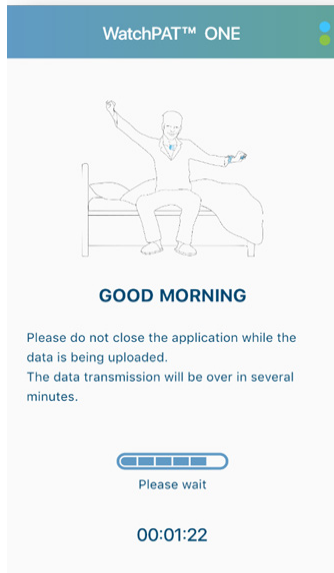 WatchPAT™ ONE
GOOD MORNING
Please do not close the application while the
data is being uploaded.
The data transmission will be over in several
minutes.
Please wait
00:01:22